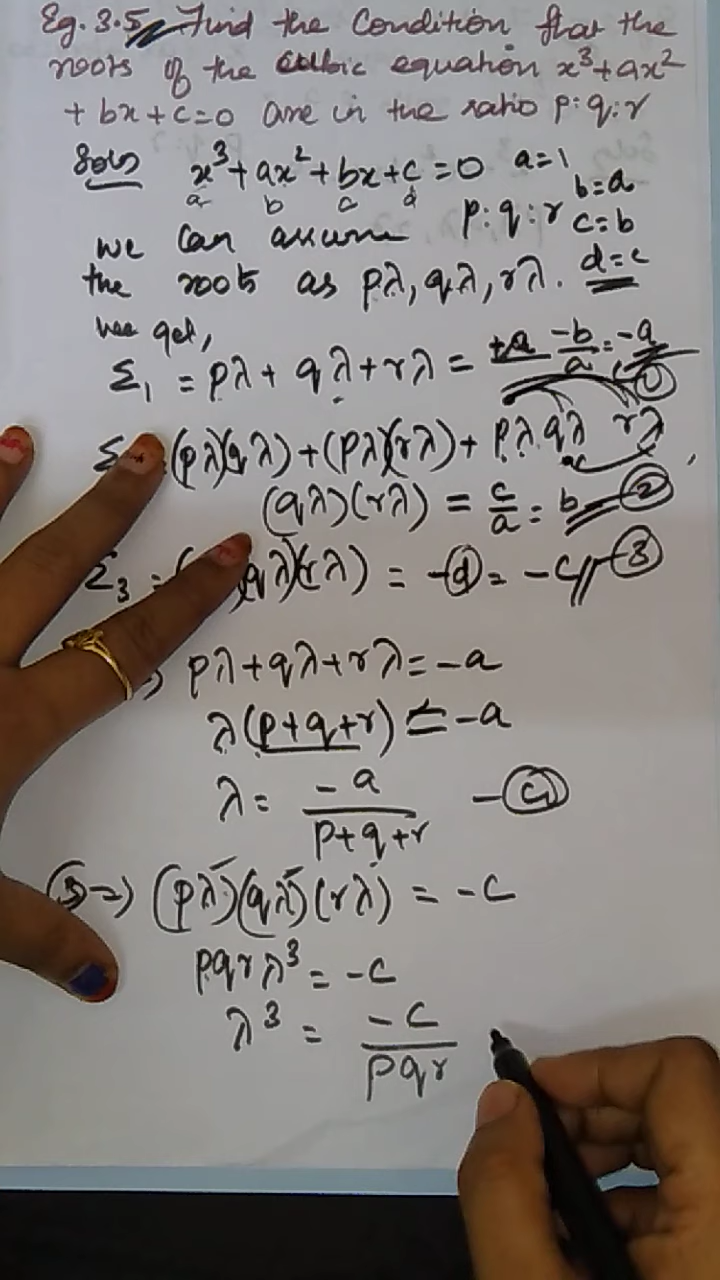 Eg. 3.5 Find the Condition that the
roots of the cubic equation x³+ax²
+ bx+c=0 are in the ratio p:q:r
Soln x³+ax²+bx+c=0 a=1
a b c d b=a
we can assume p:q:r c=b
the roots as pλ, qλ, rλ. d=c
we get,
Σ₁ = pλ + qλ + rλ = -b/a = -a ①
(pλ)(qλ)+(pλ)(rλ)+ pλ qλ rλ
(qλ)(rλ) = c/a = b ②
Σ₃ = qλ)(rλ) = -d = -c ③
pλ+qλ+rλ=-a
λ(p+q+r) = -a
λ = -a/p+q+r - ④
③ => (pλ)(qλ)(rλ) = -c
pqrλ³ = -c
λ³ = -c/pqr